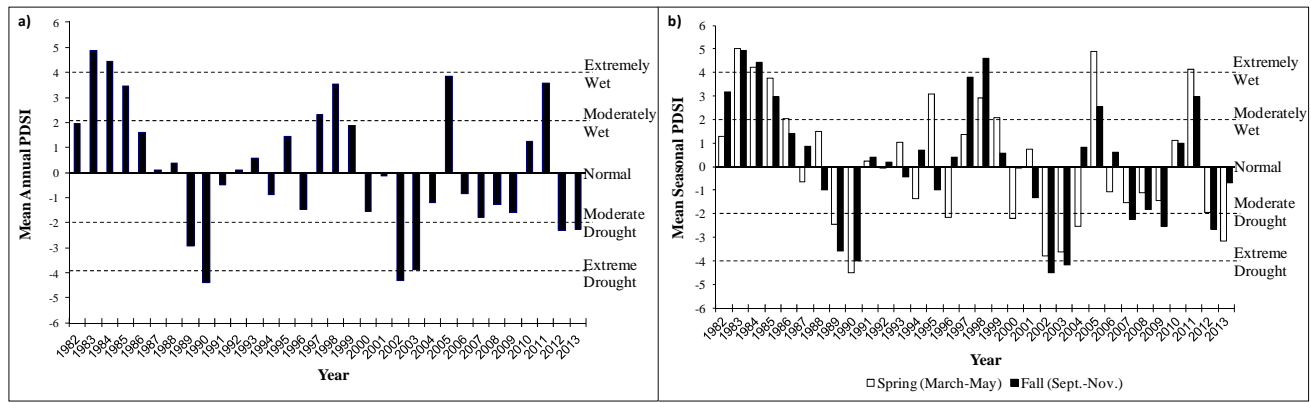 a)
Mean Annual PDSI
6
5
4
3
2
1
0
-1
-2
-3
-4
-5
-6
Extremely
Wet
Moderately
Wet
Normal
Moderate
Drought
Extreme
Drought
1982 1983 1984 1985 1986 1987 1988 1989 1990 1991 1992 1993 1994 1995 1996 1997 1998 1999 2000 2001 2002 2003 2004 2005 2006 2007 2008 2009 2010 2011 2012 2013
Year
b)
Mean Seasonal PDSI
6
5
4
3
2
1
0
-1
-2
-3
-4
-5
6
Extremely
Wet
Moderately
Wet
Normal
Moderate
Drought
Extreme
Drought
1982 1983 1984 1985 1986 1987 1988 1989 1990 1991 1992 1993 1994 1995 1996 1997 1998 1999 2000 2001 2002 2003 2004 2005 2006 2007 2008 2009 2010 2011 2012 2013
Year
Spring (March-May) Fall (Sept.-Nov.)